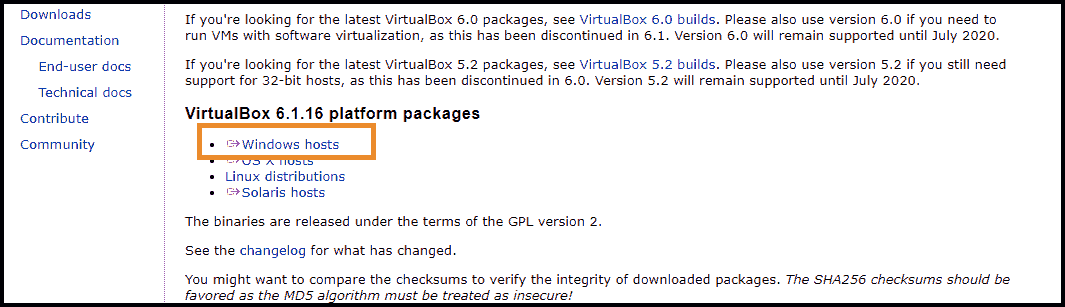 Downloads
Documentation
End-user docs
Technical docs
Contribute
Community
If you're looking for the latest VirtualBox 6.0 packages, see VirtualBox 6.0 builds. Please also use version 6.0 if you need to
run VMs with software virtualization, as this has been discontinued in 6.1. Version 6.0 will remain supported until July 2020.
If you're looking for the latest VirtualBox 5.2 packages, see VirtualBox 5.2 builds. Please also use version 5.2 if you still need
support for 32-bit hosts, as this has been discontinued in 6.0. Version 5.2 will remain supported until July 2020.
VirtualBox 6.1.16 platform packages
Windows hosts
OS X hosts
Linux distributions
Solaris hosts
The binaries are released under the terms of the GPL version 2.
See the changelog for what has changed.
You might want to compare the checksums to verify the integrity of downloaded packages. The SHA256 checksums should be
favored as the MD5 algorithm must be treated as insecure!